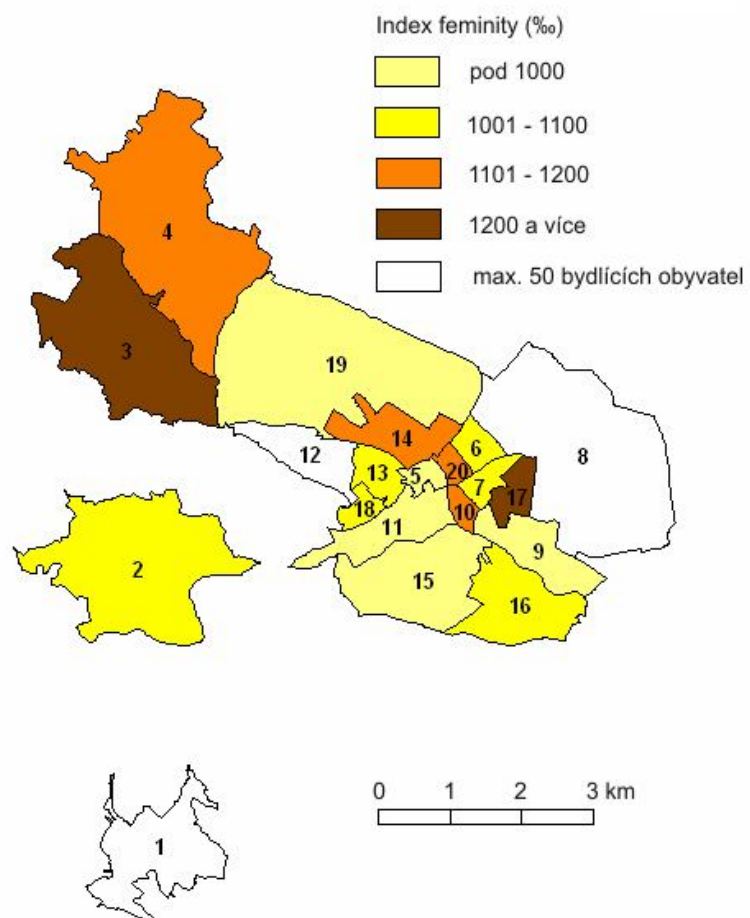 Index feminity (‰)
pod 1000
1001 - 1100
1101 - 1200
1200 a více
max. 50 bydlících obyvatel
4
3
19
14
6
8
12
13
5
20
7
17
18
10
11
9
2
15
16
0 1 2 3 km
1